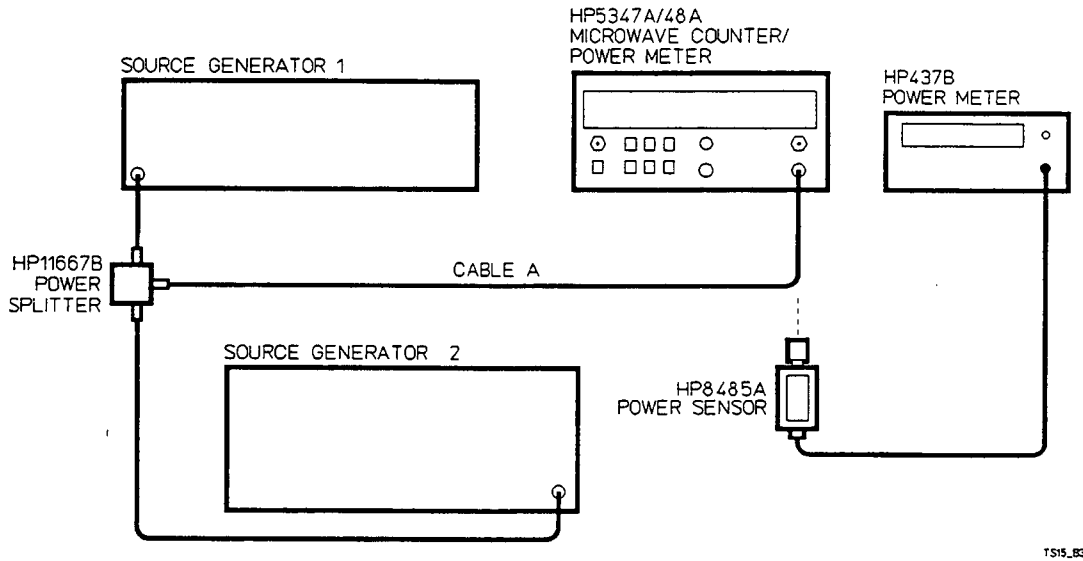 HP5347A/48A
MICROWAVE COUNTER/
POWER METER
SOURCE GENERATOR 1
HP437B
POWER METER
HP11667B
POWER
SPLITTER
CABLE A
SOURCE GENERATOR 2
HP8485A
POWER SENSOR
TS15_B3